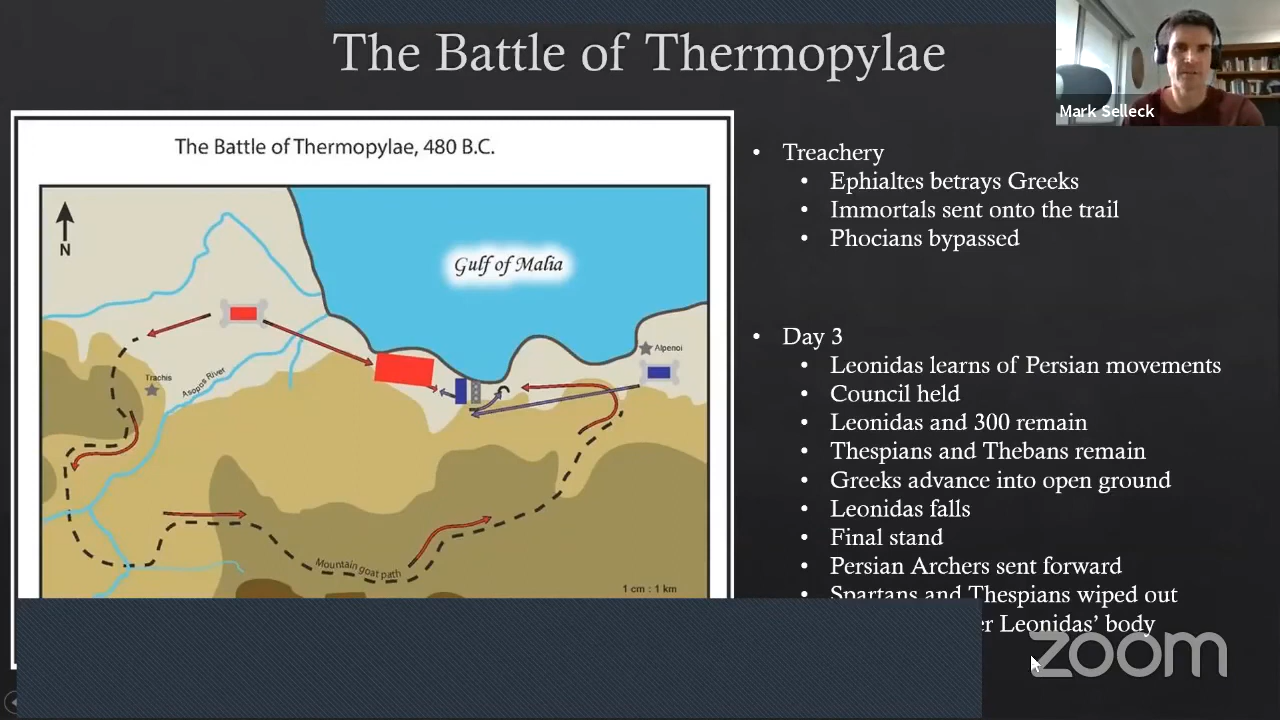 The Battle of Thermopylae
Mark Selleck
The Battle of Thermopylae, 480 B.C.
N
Gulf of Malia
Alpenoi
Trachis
Asopos River
Mountain goat path
1 cm : 1 km
• Treachery
• Ephialtes betrays Greeks
• Immortals sent onto the trail
• Phocians bypassed
• Day 3
• Leonidas learns of Persian movements
• Council held
• Leonidas and 300 remain
• Thespians and Thebans remain
• Greeks advance into open ground
• Leonidas falls
• Final stand
• Persian Archers sent forward
• Spartans and Thespians wiped out
Leonidas’ body
zoom